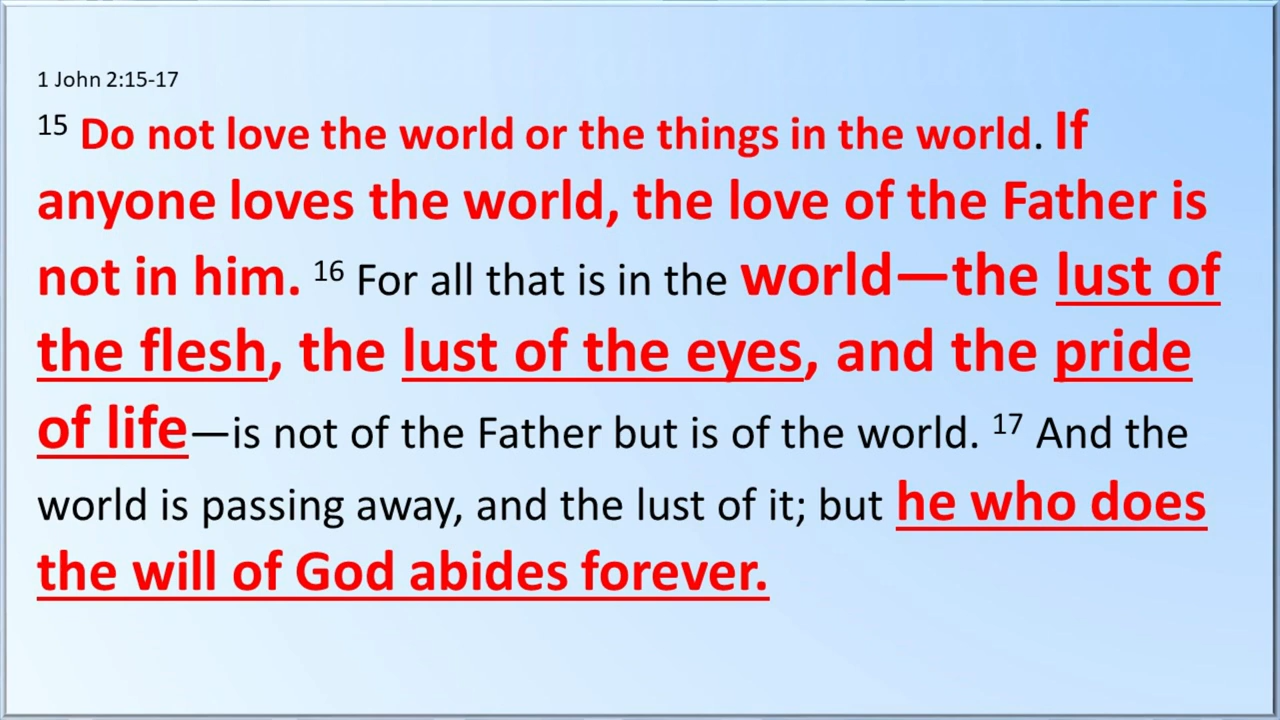 1 John 2:15-17
15 Do not love the world or the things in the world. If
anyone loves the world, the love of the Father is
not in him. 16 For all that is in the world—the lust of
the flesh, the lust of the eyes, and the pride
of life—is not of the Father but is of the world. 17 And the
world is passing away, and the lust of it; but he who does
the will of God abides forever.